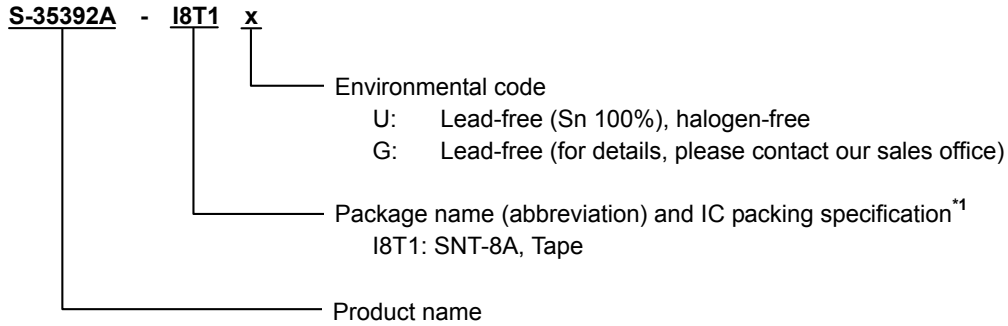 S-35392A - I8T1 x
Environmental code
U: Lead-free (Sn 100%), halogen-free
G: Lead-free (for details, please contact our sales office)
Package name (abbreviation) and IC packing specification*1
I8T1: SNT-8A, Tape
Product name